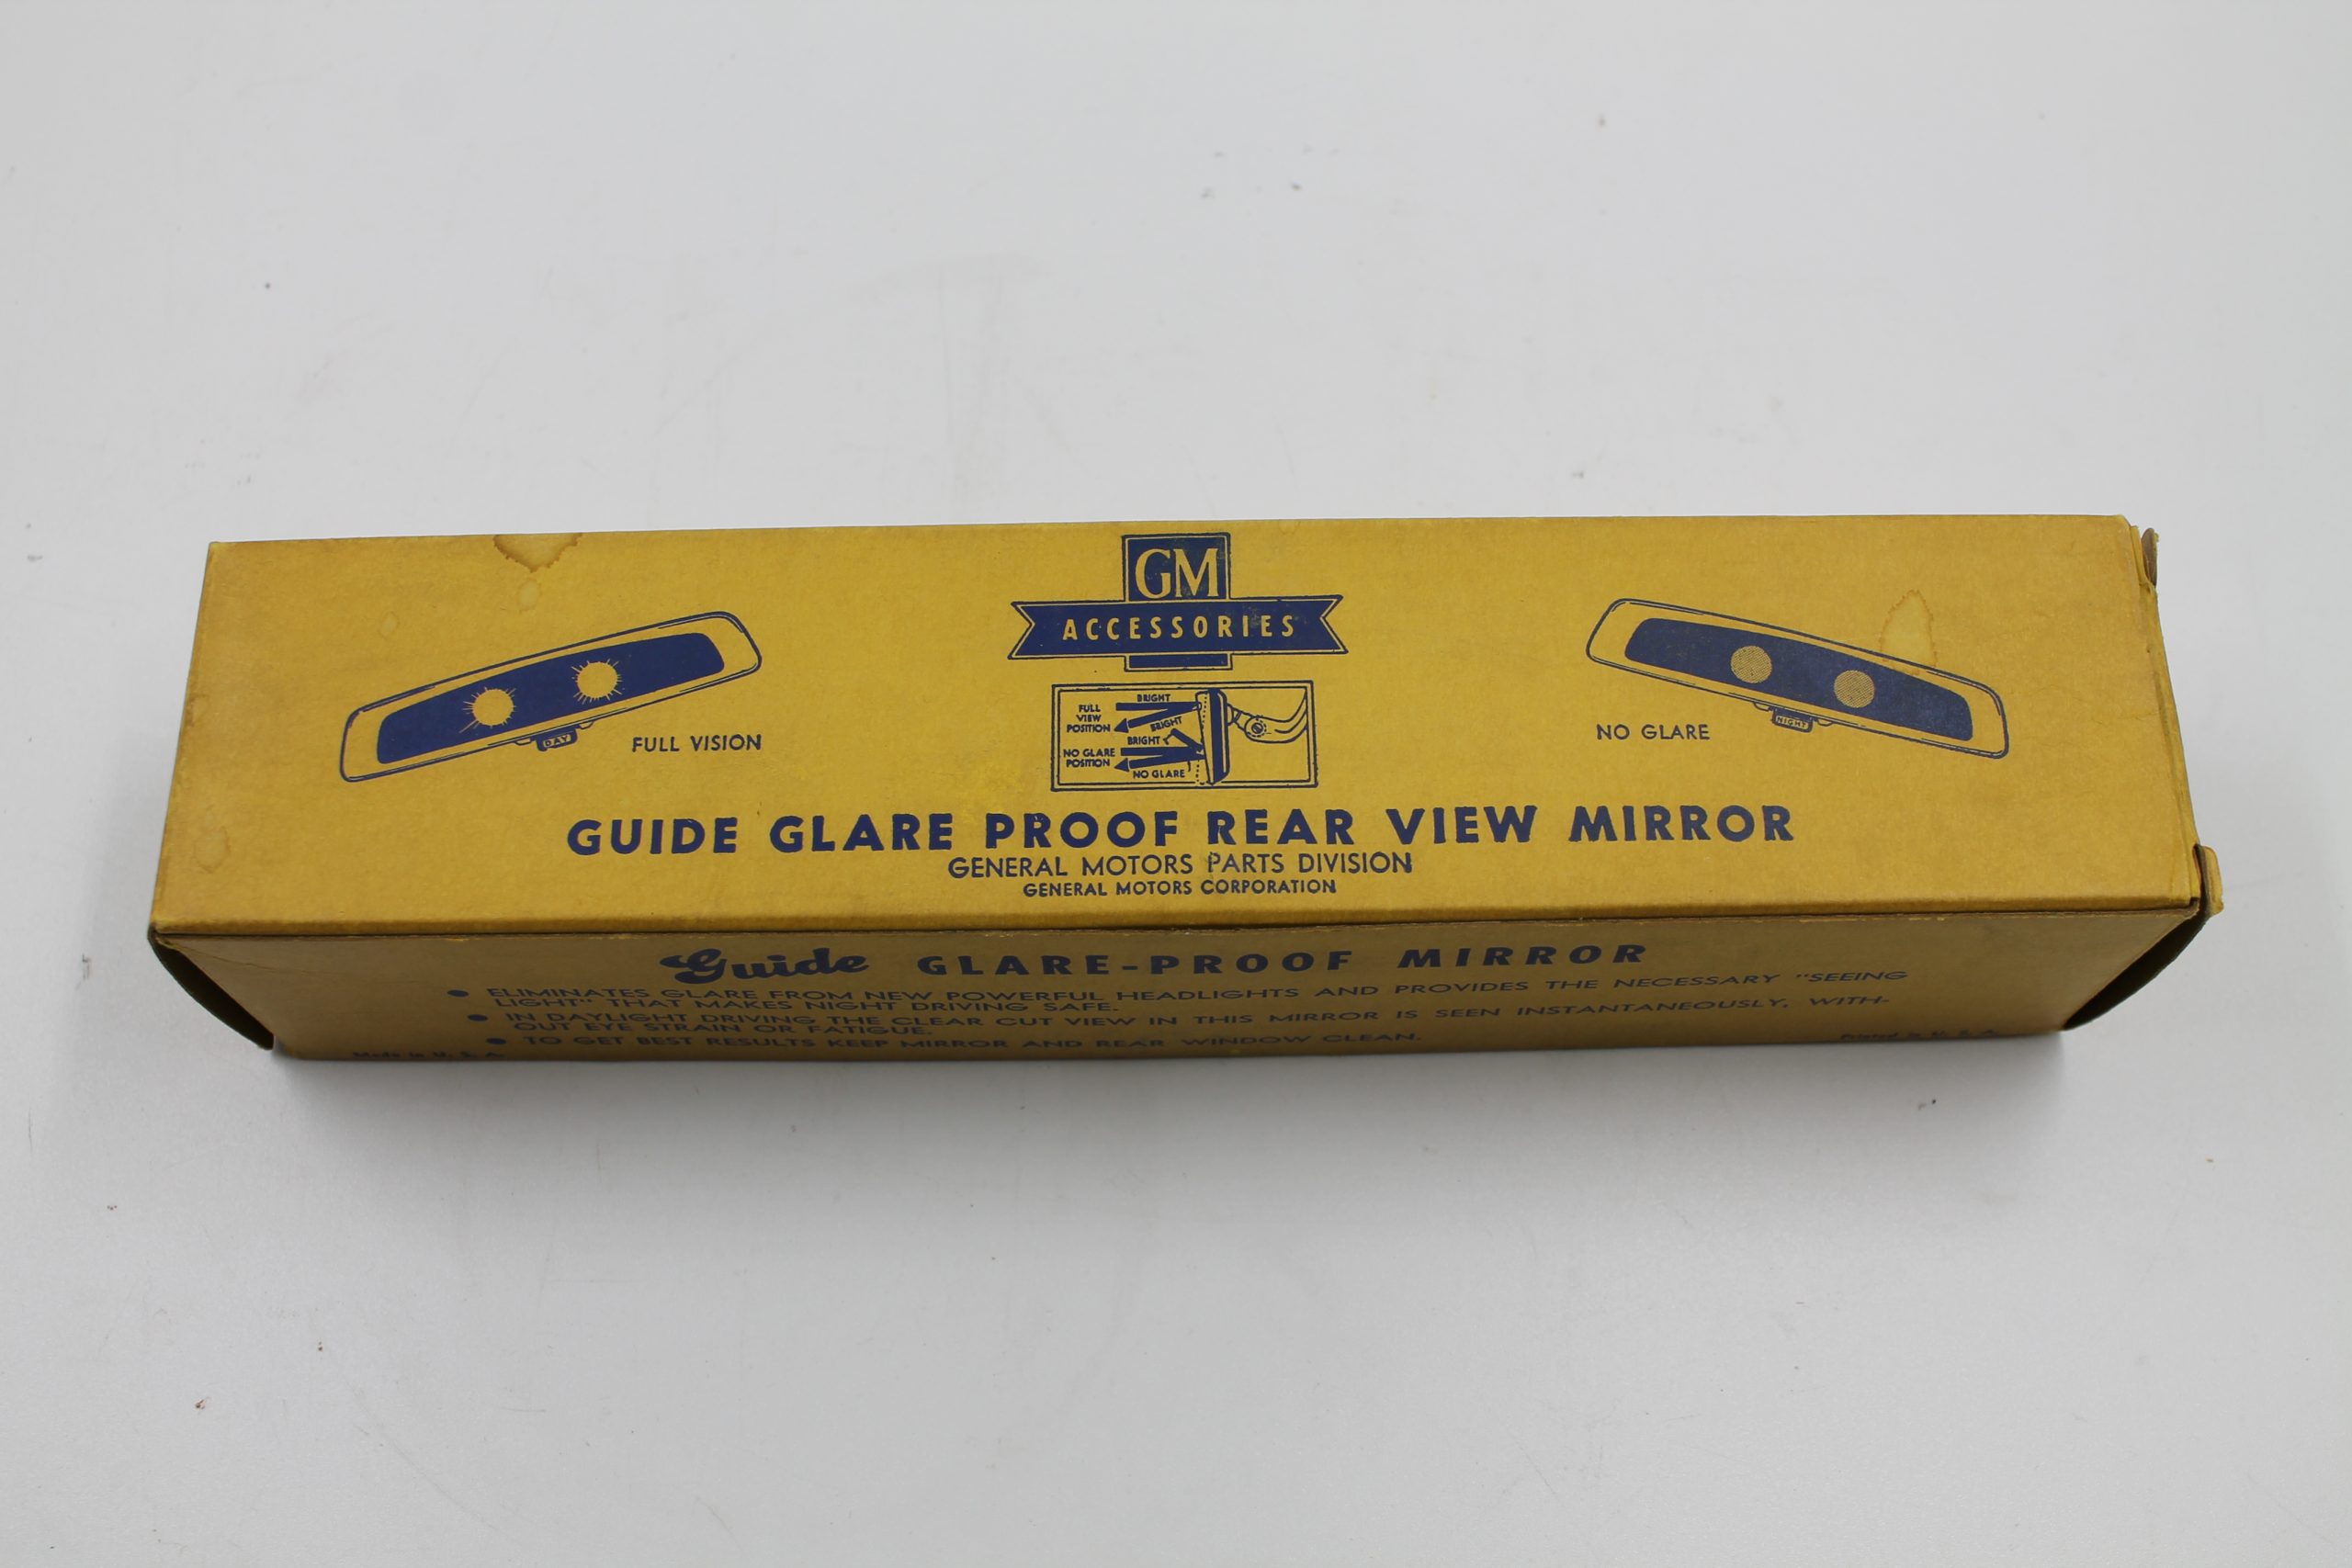 GM
ACCESSORIES
DAY
FULL VISION
BRIGHT
FULL
VIEW
POSITION
BRIGHT
BRIGHT
NO GLARE
POSITION
NO GLARE
NO GLARE
NIGHT
GUIDE GLARE PROOF REAR VIEW MIRROR
GENERAL MOTORS PARTS DIVISION
GENERAL MOTORS CORPORATION
Guide GLARE-PROOF MIRROR
• ELIMINATES GLARE FROM NEW POWERFUL HEADLIGHTS AND PROVIDES THE NECESSARY "SEEING
LIGHT" THAT MAKES NIGHT DRIVING SAFE.
• IN DAYLIGHT DRIVING THE CLEAR CUT VIEW IN THIS MIRROR IS SEEN INSTANTANEOUSLY, WITH-
OUT EYE STRAIN OR FATIGUE.
• TO GET BEST RESULTS KEEP MIRROR AND REAR WINDOW CLEAN.
Made in U. S. A.
Printed in U. S. A.